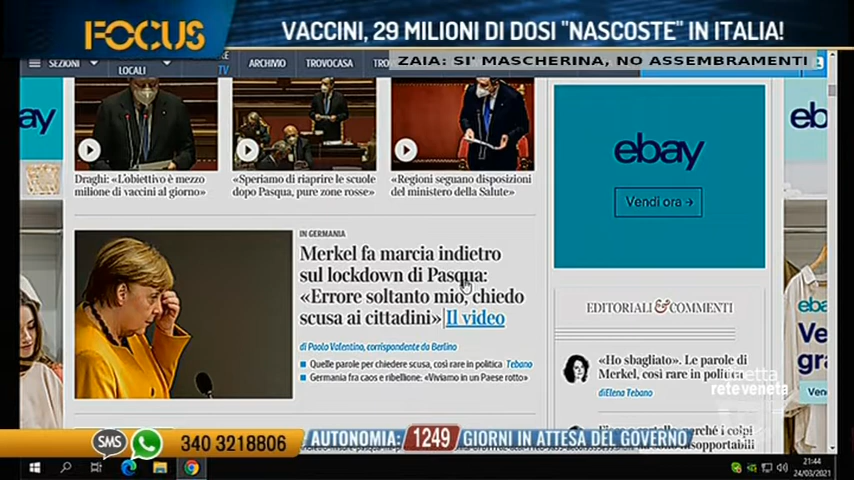 FOCUS
VACCINI, 29 MILIONI DI DOSI "NASCOSTE" IN ITALIA!
ZAIA: SI' MASCHERINA, NO ASSEMBRAMENTI
SEZIONI
LOCALI
TV
ARCHIVIO
TROVOCASA
Draghi: «L'obiettivo è mezzo
milione di vaccini al giorno»
«Speriamo di riaprire le scuole
dopo Pasqua, pure zone rosse»
«Regioni seguano disposizioni
del ministero della Salute»
ebay
Vendi ora →
IN GERMANIA
Merkel fa marcia indietro
sul lockdown di Pasqua:
«Errore soltanto mio, chiedo
scusa ai cittadini» Il video
di Paolo Valentino, corrispondente da Berlino
Quelle parole per chiedere scusa, così rare in politica Tebano
Germania fra caos e ribellione: «Viviamo in un Paese rotto»
EDITORIALI & COMMENTI
«Ho sbagliato». Le parole di
Merkel, così rare in politica
di Elena Tebano
reteveneta
perché i colpi
insopportabili
SMS
340 3218806
AUTONOMIA: 1249 GIORNI IN ATTESA DEL GOVERNO
21:44
24/03/2021